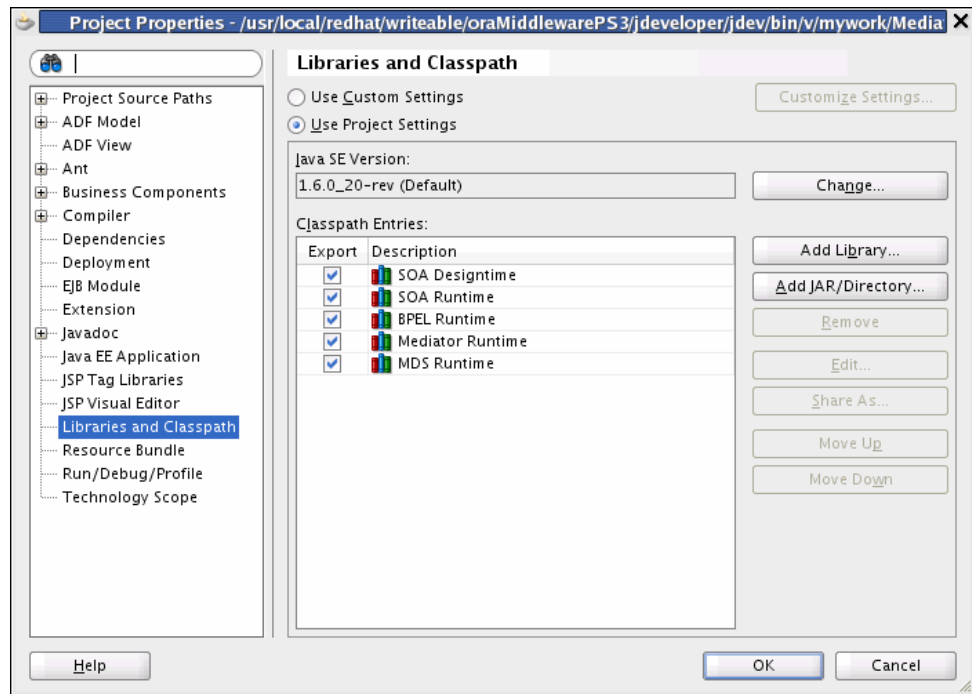 Project Properties - /usr/local/redhat/writeable/oraMiddlewarePS3/jdeveloper/jdev/bin/v/mywork/Media
Project Source Paths
ADF Model
ADF View
Ant
Business Components
Compiler
Dependencies
Deployment
EJB Module
Extension
Javadoc
Java EE Application
JSP Tag Libraries
JSP Visual Editor
Libraries and Classpath
Resource Bundle
Run/Debug/Profile
Technology Scope
Libraries and Classpath
Use Custom Settings
Customize Settings...
Use Project Settings
Java SE Version:
1.6.0_20-rev (Default)
Change...
Classpath Entries:
Export Description
SOA Designtime
SOA Runtime
BPEL Runtime
Mediator Runtime
MDS Runtime
Add Library...
Add JAR/Directory...
Remove
Edit...
Share As...
Move Up
Move Down
Help
OK
Cancel